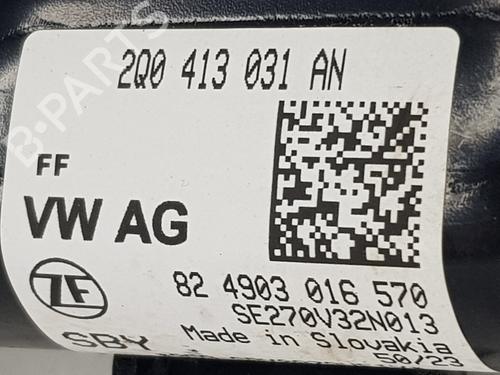 B-PARTS
2Q0 413 031 AN
FF
VW AG
ZF
82 4903 016 570
SE270V32N013
SBY
Made in Slovakia
50/23